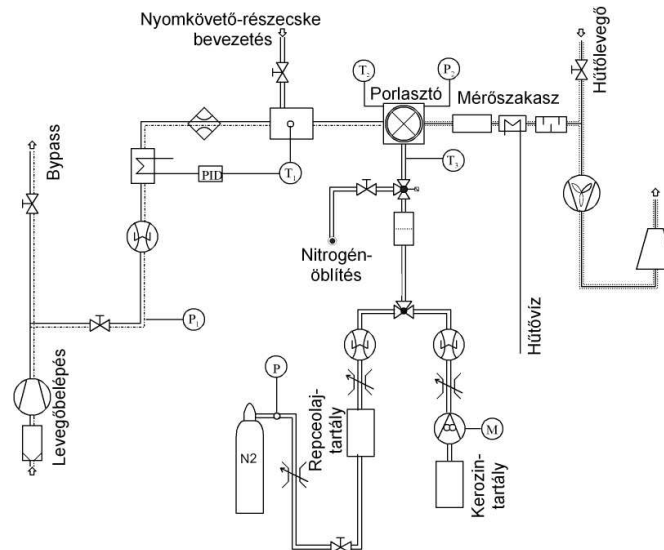 Nyomkövető-részecske
bevezetés
Hűtőlevegő
T2
P2
Porlasztó
Mérőszakasz
Bypass
PID
T1
T3
Nitrogén-
öblítés
P1
Hűtővíz
Levegőbelépés
P
Repceolaj-
tartály
M
N2
Kerozin-
tartály